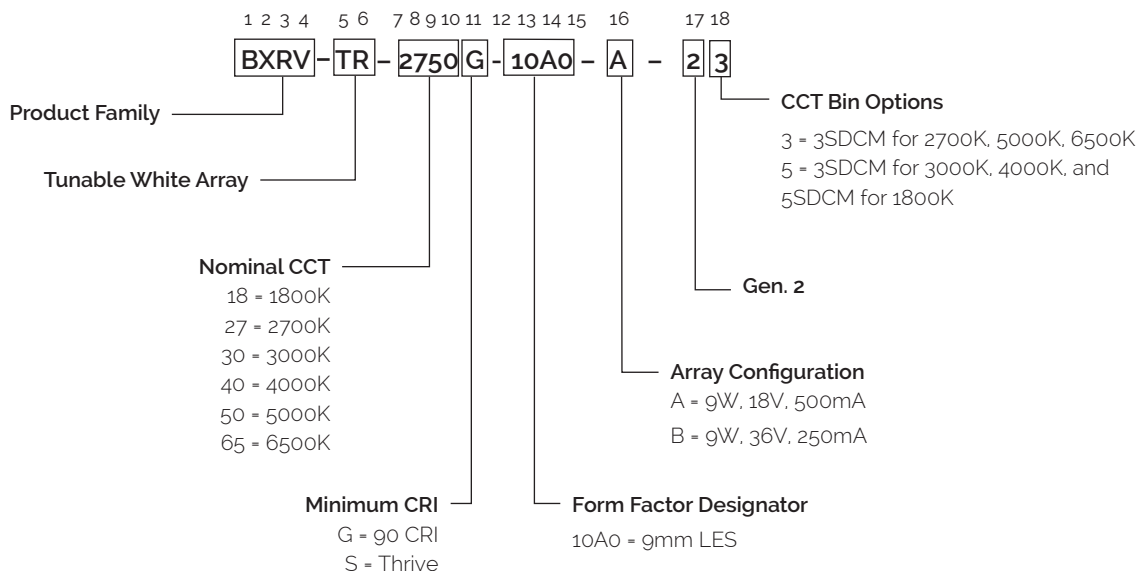 1 2 3 4 5 6 7 8 9 10 11 12 13 14 15 16 17 18
BXRV – TR – 2750 G - 10A0 – A – 2 3
Product Family
CCT Bin Options
3 = 3SDCM for 2700K, 5000K, 6500K
5 = 3SDCM for 3000K, 4000K, and
5SDCM for 1800K
Tunable White Array
Nominal CCT
18 = 1800K
27 = 2700K
30 = 3000K
40 = 4000K
50 = 5000K
65 = 6500K
Gen. 2
Array Configuration
A = 9W, 18V, 500mA
B = 9W, 36V, 250mA
Minimum CRI
G = 90 CRI
S = Thrive
Form Factor Designator
10A0 = 9mm LES